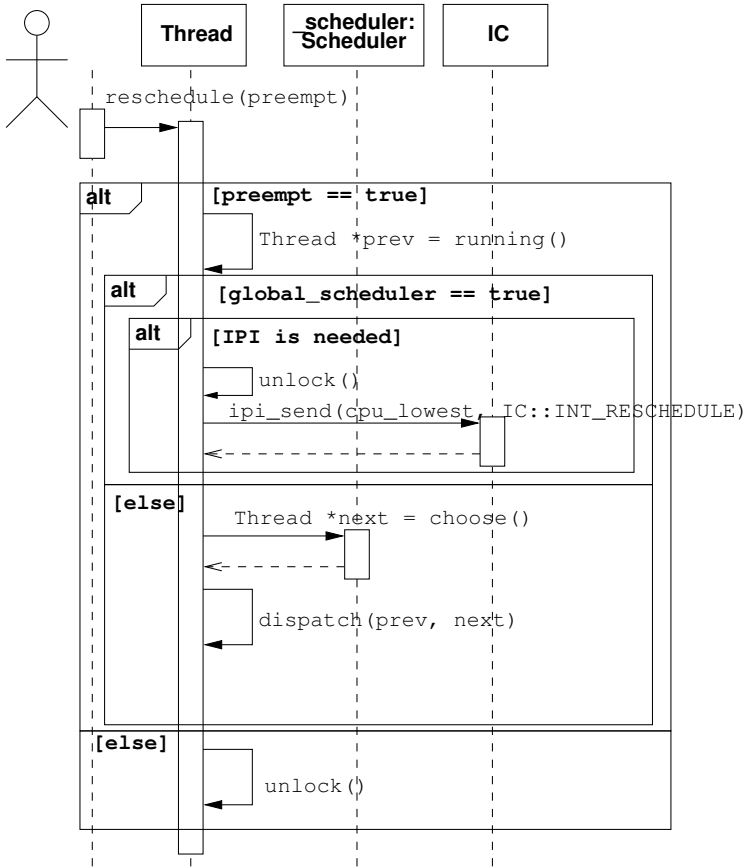 Thread
_scheduler:
Scheduler
IC
reschedule(preempt)
alt
[preempt == true]
Thread *prev = running()
alt
[global_scheduler == true]
alt
[IPI is needed]
unlock()
ipi_send(cpu_lowest, IC::INT_RESCHEDULE)
[else]
Thread *next = choose()
dispatch(prev, next)
[else]
unlock()